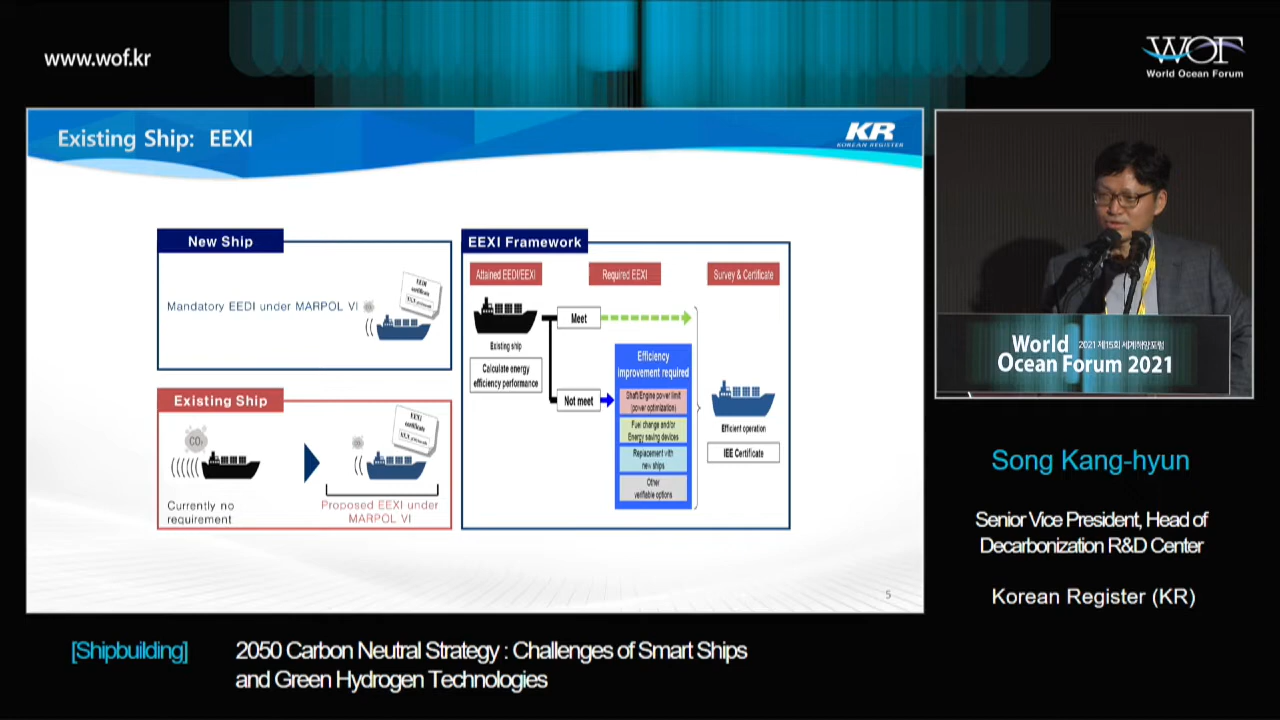 www.wof.kr
WOF
World Ocean Forum
Existing Ship: EEXI
KR
KOREAN REGISTER
New Ship
Mandatory EEDI under MARPOL VI
EEDI
certificate
Existing Ship
CO₂
EEXI
certificate
Currently no
requirement
Proposed EEXI under
MARPOL VI
EEXI Framework
Attained EEDI/EEXI
Required EEXI
Survey & Certificate
Existing ship
Calculate energy
efficiency performance
Meet
Not meet
Efficiency
improvement required
Shaft/Engine power limit
(power optimization)
Fuel change and/or
Energy saving devices
Replacement with
new ships
Other
verifiable options
Efficient operation
IEE Certificate
5
World
Ocean Forum 2021
2021 제15회 세계해양포럼
Song Kang-hyun
Senior Vice President, Head of
Decarbonization R&D Center
Korean Register (KR)
[Shipbuilding]
2050 Carbon Neutral Strategy : Challenges of Smart Ships
and Green Hydrogen Technologies